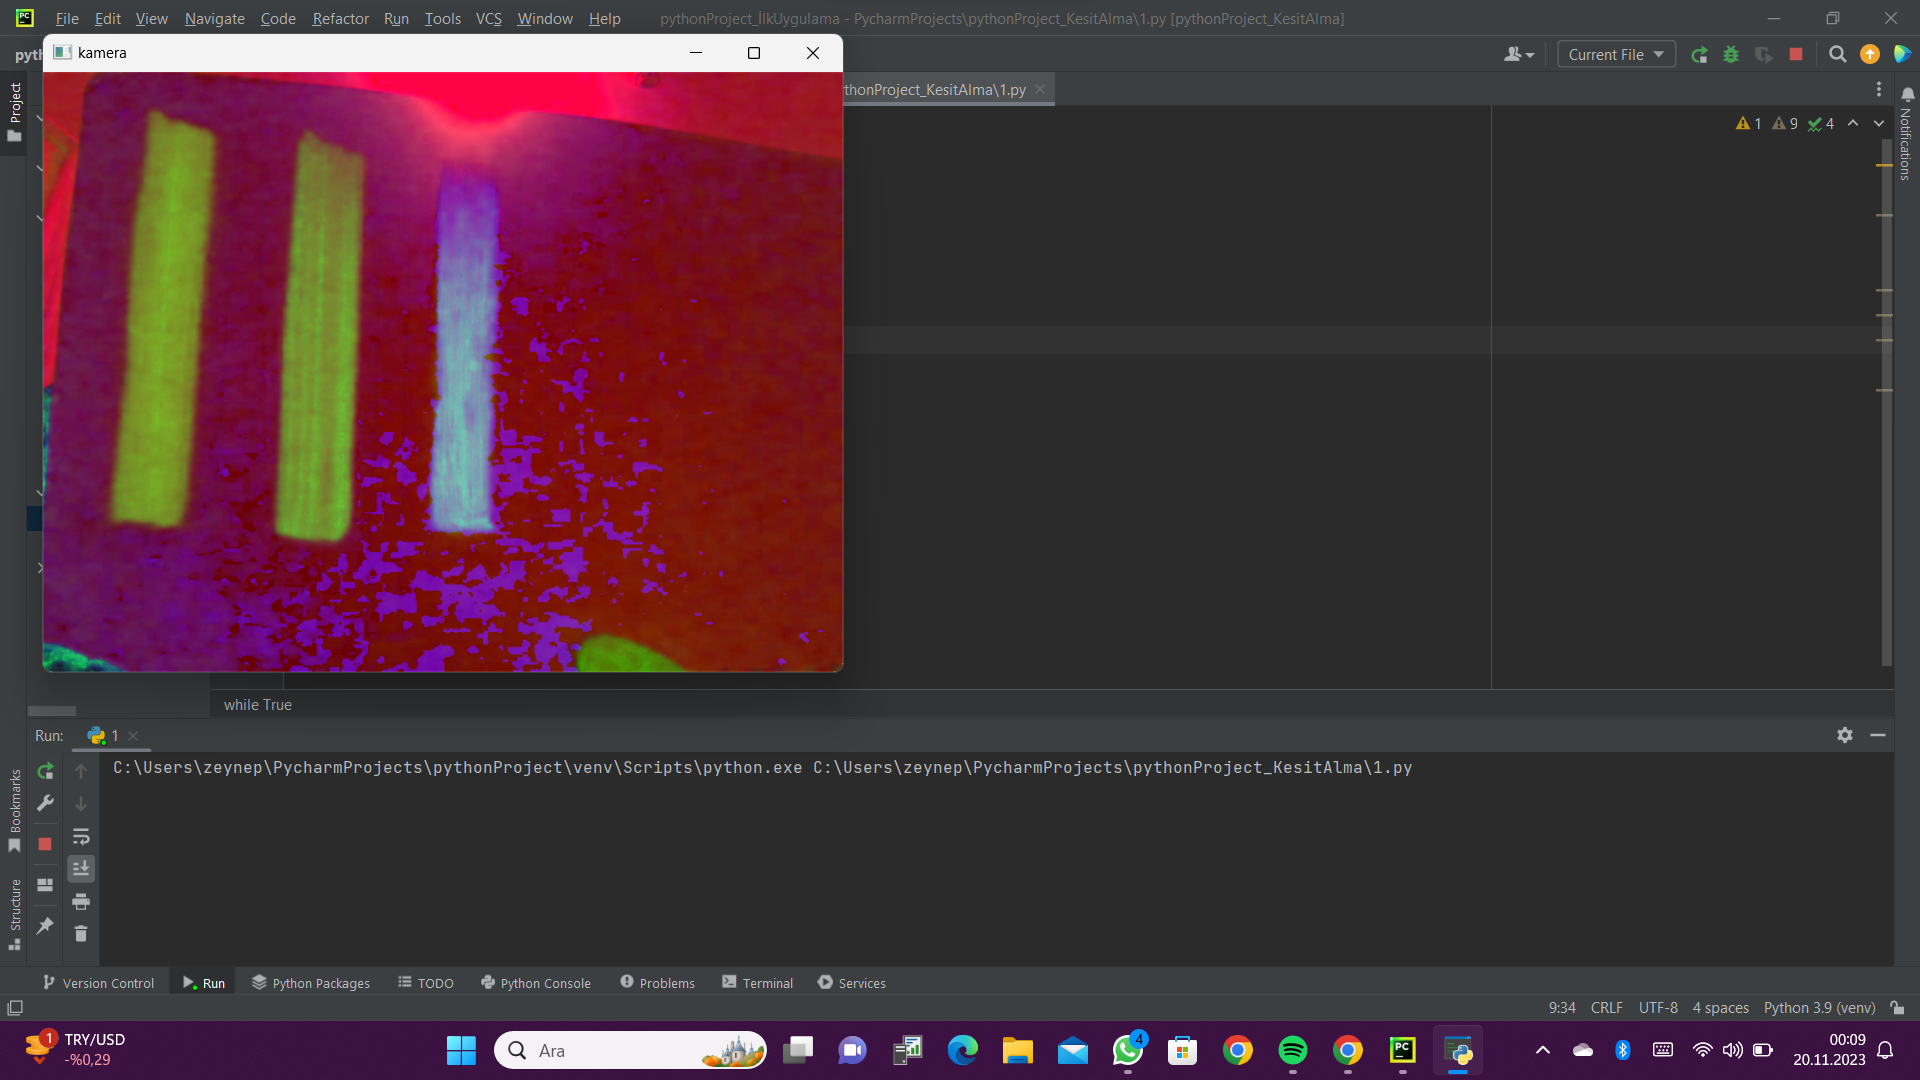 PC
File Edit View Navigate Code Refactor Run Tools VCS Window Help
pythonProject_İlkUygulama - PycharmProjects\pythonProject_KesitAlma\1.py [pythonProject_KesitAlma]
kamera
Current File
thonProject_KesitAlma\1.py
Project
Notifications
1 9 4
while True
Run: 1
C:\Users\zeynep\PycharmProjects\pythonProject\venv\Scripts\python.exe C:\Users\zeynep\PycharmProjects\pythonProject_KesitAlma\1.py
Bookmarks
Structure
Version Control Run Python Packages TODO Python Console Problems Terminal Services
9:34 CRLF UTF-8 4 spaces Python 3.9 (venv)
1
TRY/USD
-%0,29
Ara
4
PC
00:09
20.11.2023